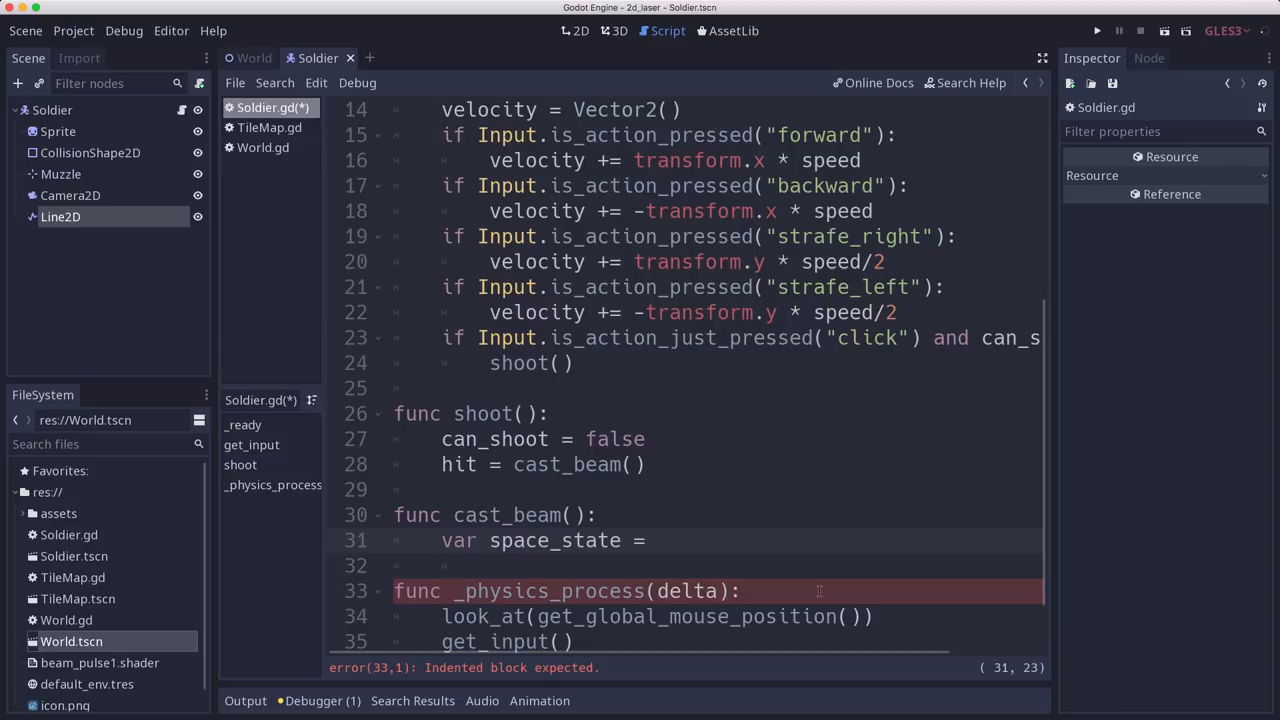 Godot Engine - 2d_laser - Soldier.tscn
Scene Project Debug Editor Help
2D 3D Script AssetLib
GLES3
Scene Import
Filter nodes
Soldier
Sprite
CollisionShape2D
Muzzle
Camera2D
Line2D
FileSystem
res://World.tscn
Search files
Favorites:
res://
assets
Soldier.gd
Soldier.tscn
TileMap.gd
TileMap.tscn
World.gd
World.tscn
beam_pulse1.shader
default_env.tres
icon.png
World Soldier
File Search Edit Debug
Online Docs Search Help
Soldier.gd(*)
TileMap.gd
World.gd
Soldier.gd(*)
_ready
get_input
shoot
_physics_process
14 velocity = Vector2()
15 if Input.is_action_pressed("forward"):
16 velocity += transform.x * speed
17 if Input.is_action_pressed("backward"):
18 velocity += -transform.x * speed
19 if Input.is_action_pressed("strafe_right"):
20 velocity += transform.y * speed/2
21 if Input.is_action_pressed("strafe_left"):
22 velocity += -transform.y * speed/2
23 if Input.is_action_just_pressed("click") and can_s
24 shoot()
25
26 func shoot():
27 can_shoot = false
28 hit = cast_beam()
29
30 func cast_beam():
31 var space_state =
32
33 func _physics_process(delta):
34 look_at(get_global_mouse_position())
35 get_input()
error(33,1): Indented block expected.
( 31, 23)
Output Debugger (1) Search Results Audio Animation
Inspector Node
Soldier.gd
Filter properties
Resource
Resource
Reference